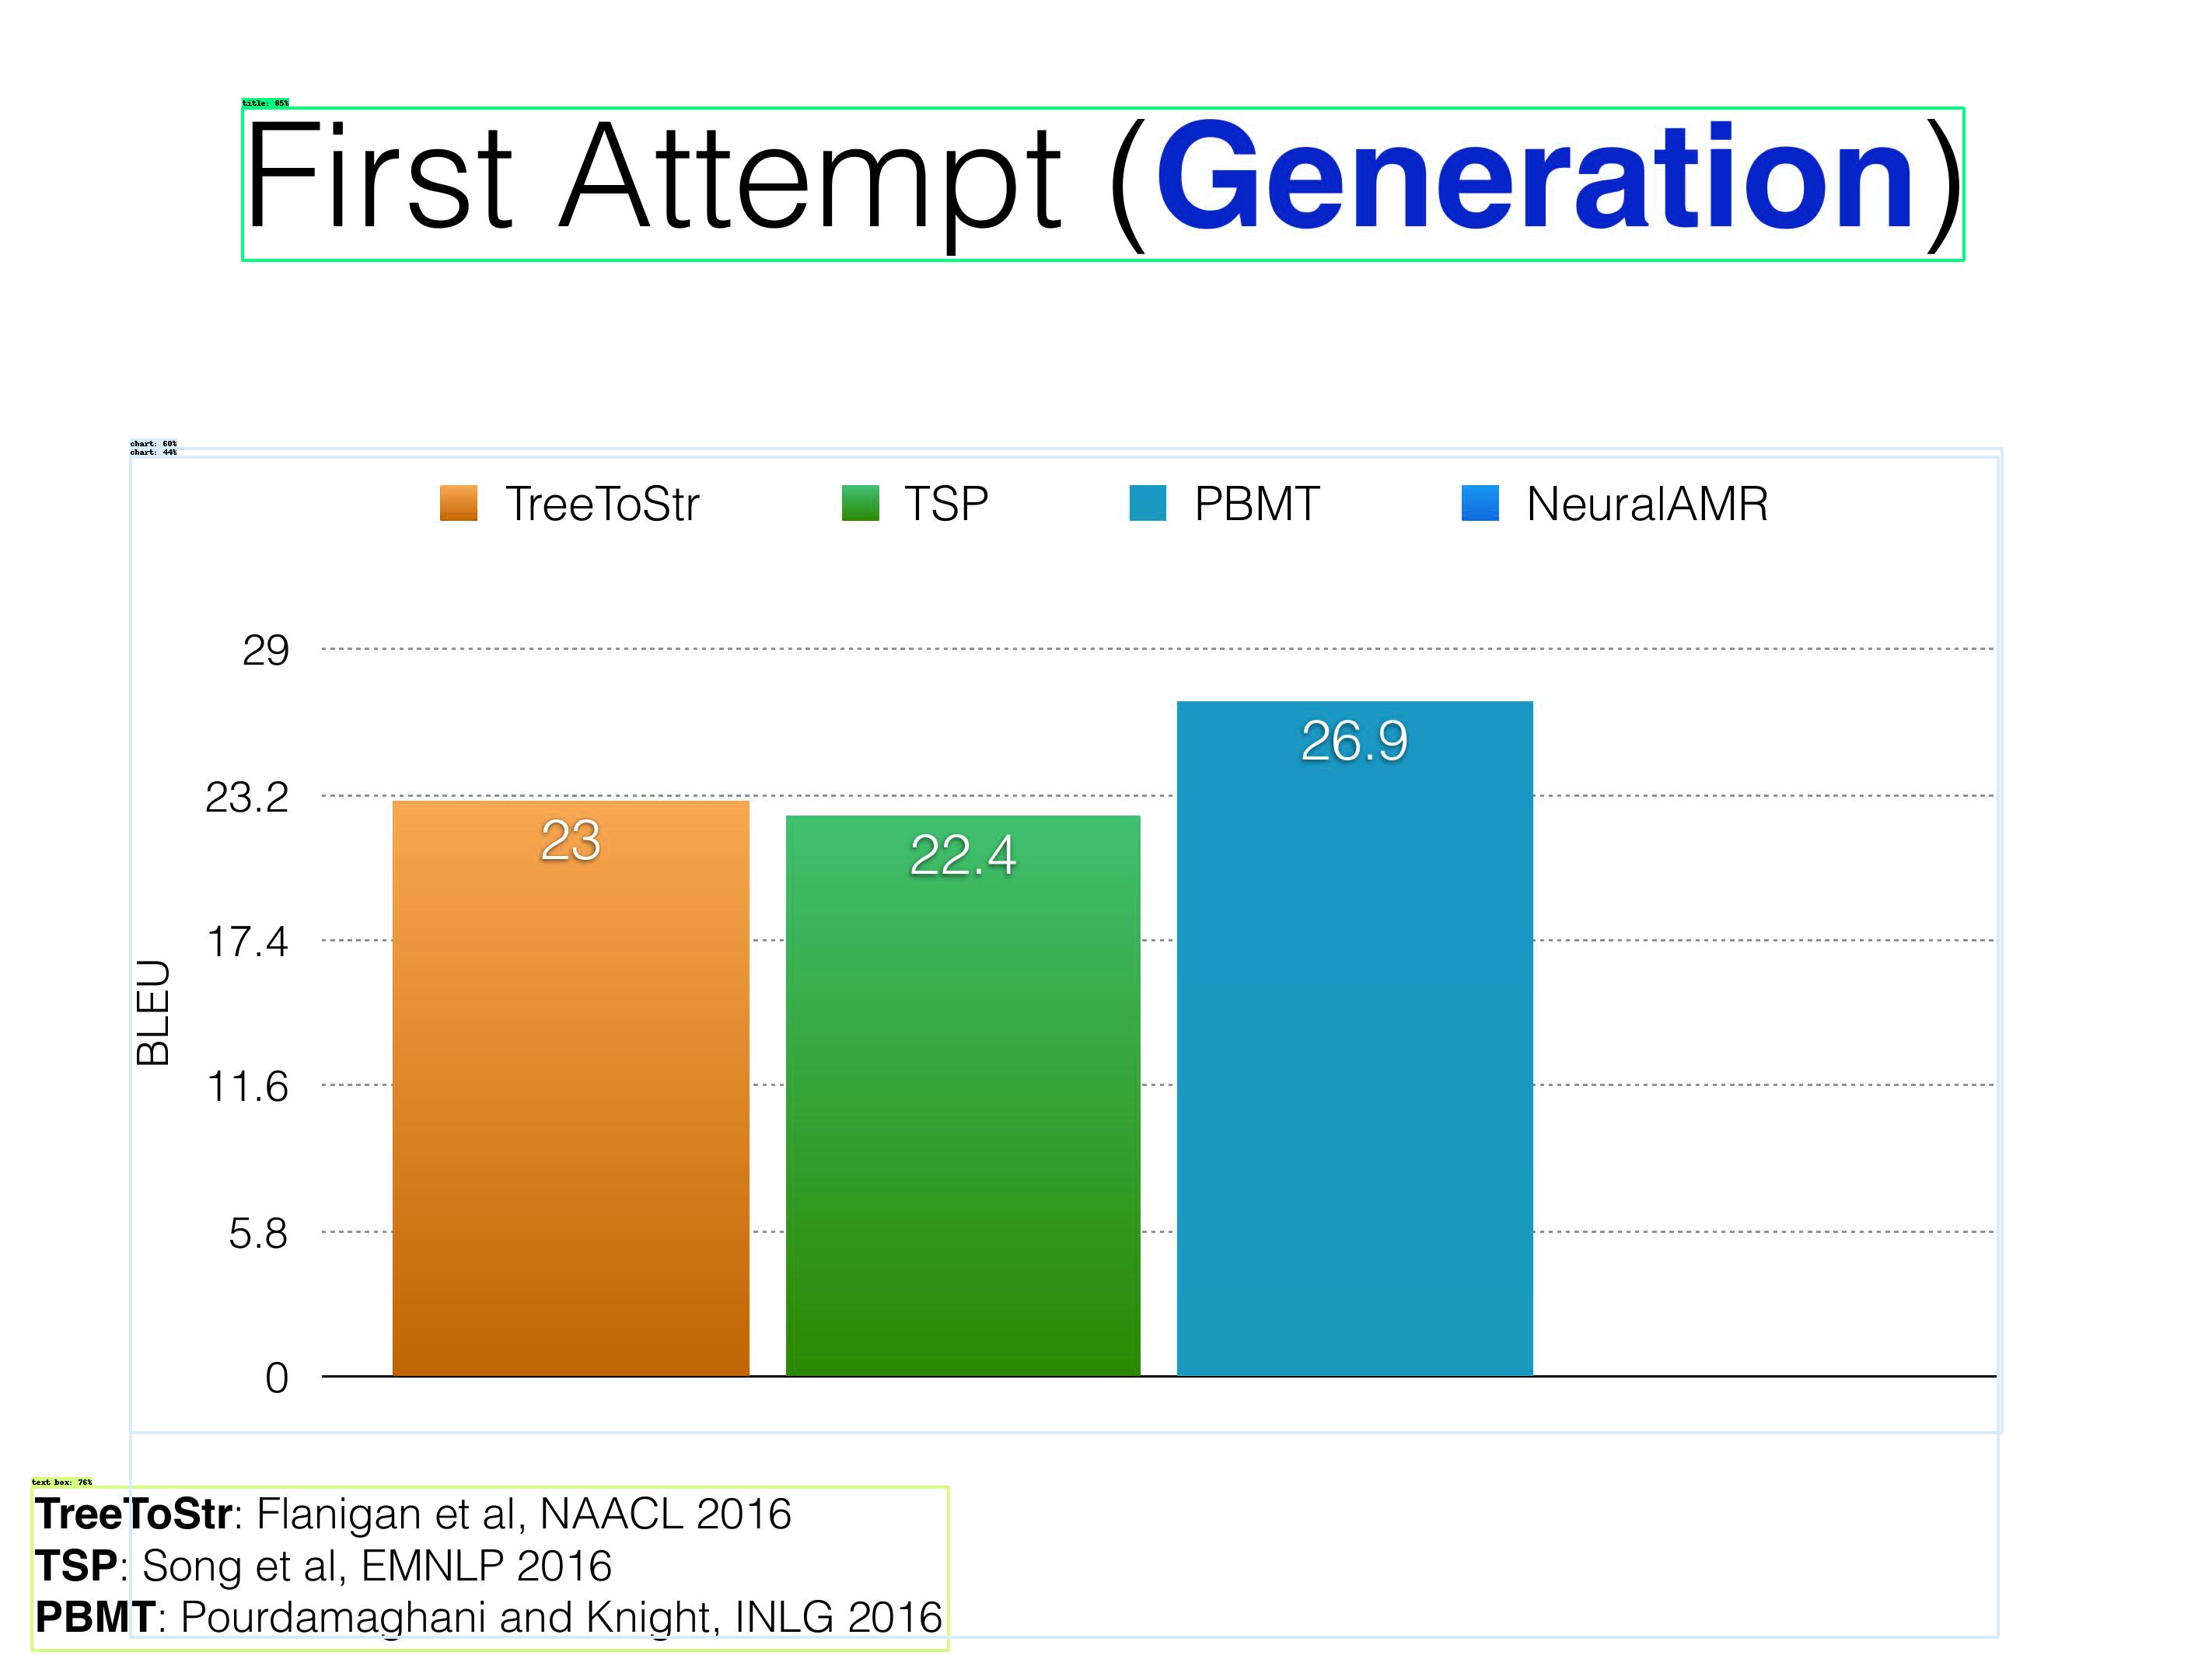 title: 85%
First Attempt (Generation)
chart: 60%
chart: 44%
TreeToStr TSP PBMT NeuralAMR
29
23.2
17.4
11.6
5.8
0
BLEU
23
22.4
26.9
text box: 76%
TreeToStr: Flanigan et al, NAACL 2016
TSP: Song et al, EMNLP 2016
PBMT: Pourdamaghani and Knight, INLG 2016